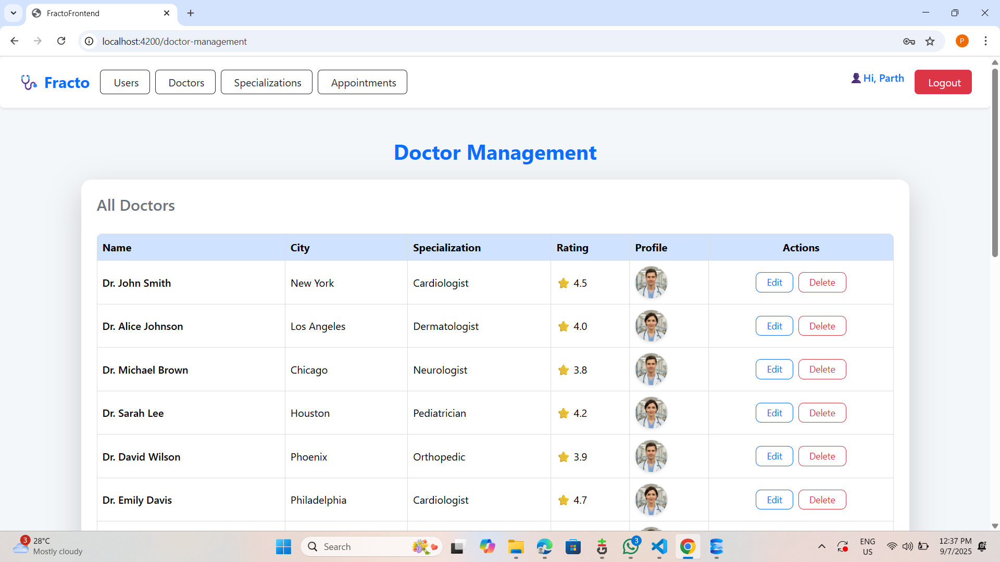 FractoFrontend
localhost:4200/doctor-management
P
Fracto
Users
Doctors
Specializations
Appointments
Hi, Parth
Logout
Doctor Management
All Doctors
Name City Specialization Rating Profile Actions
Dr. John Smith New York Cardiologist 4.5 Edit Delete
Dr. Alice Johnson Los Angeles Dermatologist 4.0 Edit Delete
Dr. Michael Brown Chicago Neurologist 3.8 Edit Delete
Dr. Sarah Lee Houston Pediatrician 4.2 Edit Delete
Dr. David Wilson Phoenix Orthopedic 3.9 Edit Delete
Dr. Emily Davis Philadelphia Cardiologist 4.7 Edit Delete
3
28°C
Mostly cloudy
Search
3
ENG
US
12:37 PM
9/7/2025